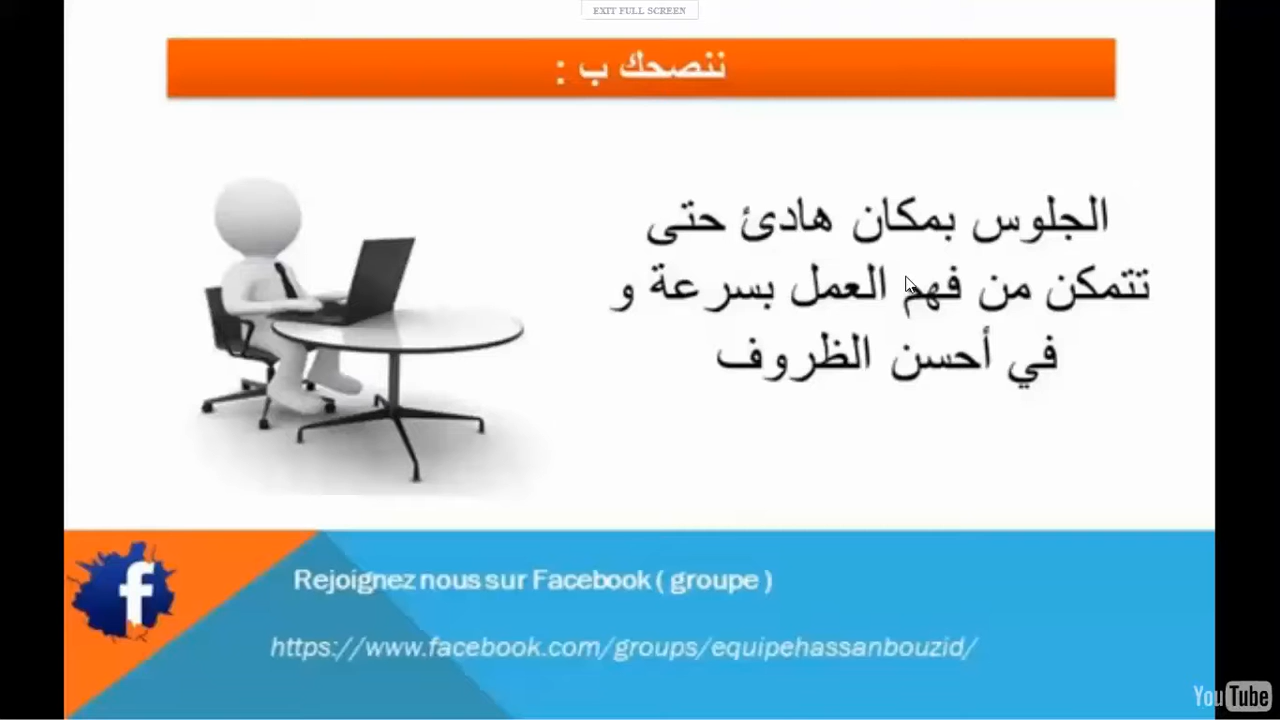 EXIT FULL SCREEN
ننصحك ب :
الجلوس بمكان هادئ حتى
تتمكن من فهم العمل بسرعة و
في أحسن الظروف
f
Rejoignez nous sur Facebook ( groupe )
https://www.facebook.com/groups/equipehassanbouzid/
YouTube